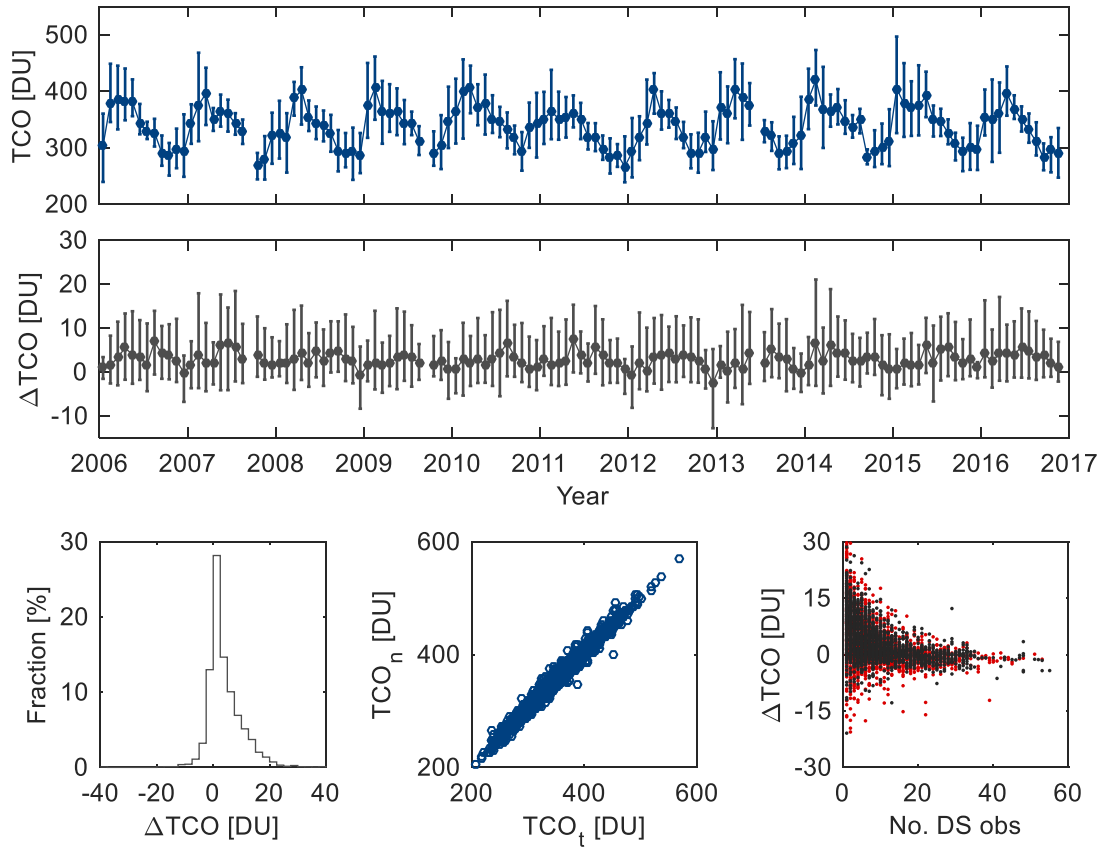 500
400
300
200
TCO [DU]
30
20
10
0
-10
Δ TCO [DU]
2006 2007 2008 2009 2010 2011 2012 2013 2014 2015 2016 2017
Year
30
20
10
0
Fraction [%]
-40 -20 0 20 40
ΔTCO [DU]
600
400
200
TCOn [DU]
200 400 600
TCOt [DU]
30
15
0
-15
-30
ΔTCO [DU]
0 20 40 60
No. DS obs